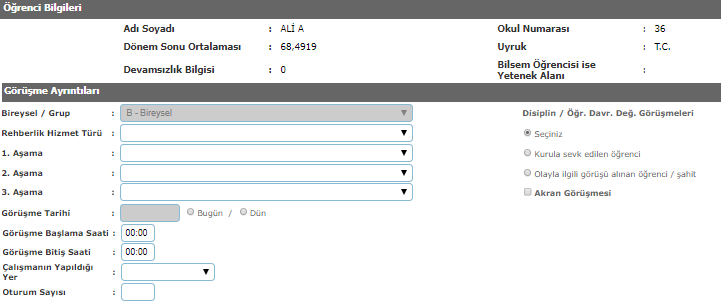 Öğrenci Bilgileri
Adı Soyadı : ALİ A Okul Numarası : 36
Dönem Sonu Ortalaması : 68,4919 Uyruk : T.C.
Devamsızlık Bilgisi : 0 Bilsem Öğrencisi ise Yetenek Alanı :
Görüşme Ayrıntıları
Bireysel / Grup : B - Bireysel Disiplin / Öğr. Davr. Değ. Görüşmeleri
Rehberlik Hizmet Türü : Seçiniz
1. Aşama : Kurula sevk edilen öğrenci
2. Aşama : Olayla ilgili görüşü alınan öğrenci / şahit
3. Aşama : Akran Görüşmesi
Görüşme Tarihi : Bugün / Dün
Görüşme Başlama Saati : 00:00
Görüşme Bitiş Saati : 00:00
Çalışmanın Yapıldığı Yer :
Oturum Sayısı :